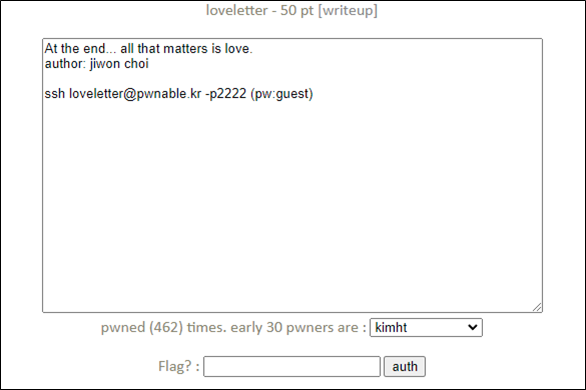 loveletter - 50 pt [writeup]
At the end... all that matters is love.
author: jiwon choi
ssh loveletter@pwnable.kr -p2222 (pw:guest)
pwned (462) times. early 30 pwners are : kimht
Flag? : auth